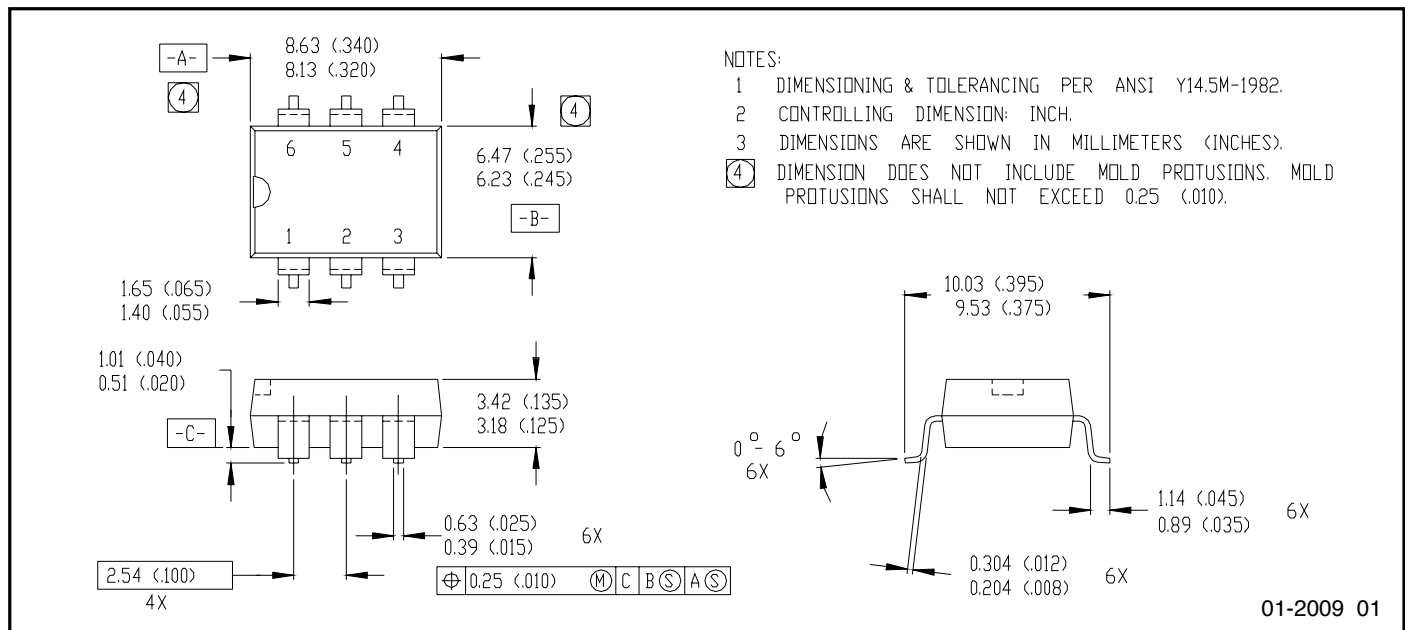 -A-
4
8.63 (.340)
8.13 (.320)
4
6 5 4
6.47 (.255)
6.23 (.245)
-B-
1 2 3
1.65 (.065)
1.40 (.055)
NOTES:
1 DIMENSIONING & TOLERANCING PER ANSI Y14.5M-1982.
2 CONTROLLING DIMENSION: INCH.
3 DIMENSIONS ARE SHOWN IN MILLIMETERS (INCHES).
4 DIMENSION DOES NOT INCLUDE MOLD PROTUSIONS. MOLD
PROTUSIONS SHALL NOT EXCEED 0.25 (.010).
1.01 (.040)
0.51 (.020)
-C-
3.42 (.135)
3.18 (.125)
0.63 (.025)
0.39 (.015) 6X
2.54 (.100)
4X
⌖ 0.25 (.010) Ⓜ C B Ⓢ A Ⓢ
10.03 (.395)
9.53 (.375)
0°- 6°
6X
1.14 (.045)
0.89 (.035) 6X
0.304 (.012)
0.204 (.008) 6X
01-2009 01